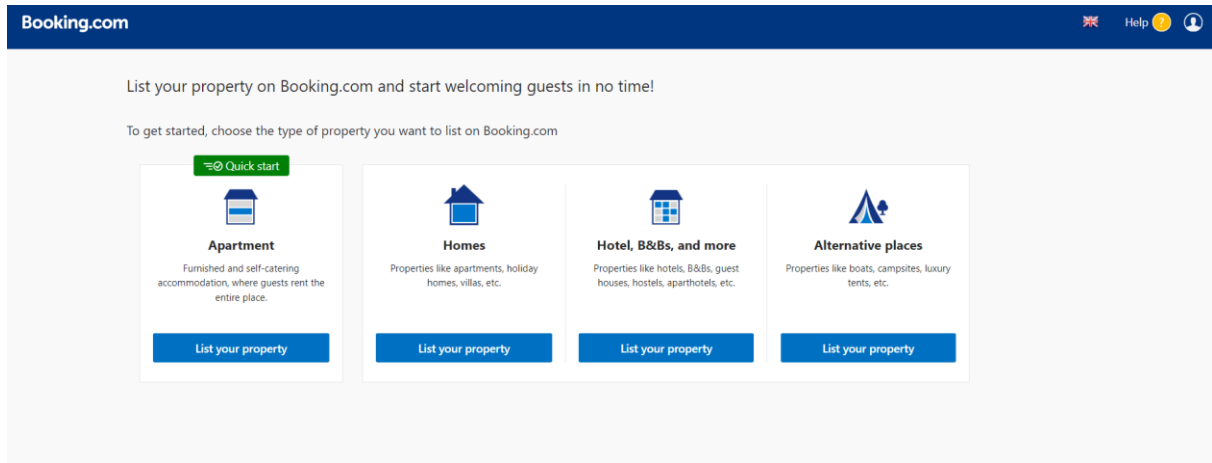 Booking.com
Help ?
List your property on Booking.com and start welcoming guests in no time!
To get started, choose the type of property you want to list on Booking.com
Quick start
Apartment
Furnished and self-catering
accommodation, where guests rent the
entire place.
List your property
Homes
Properties like apartments, holiday
homes, villas, etc.
List your property
Hotel, B&Bs, and more
Properties like hotels, B&Bs, guest
houses, hostels, aparthotels, etc.
List your property
Alternative places
Properties like boats, campsites, luxury
tents, etc.
List your property